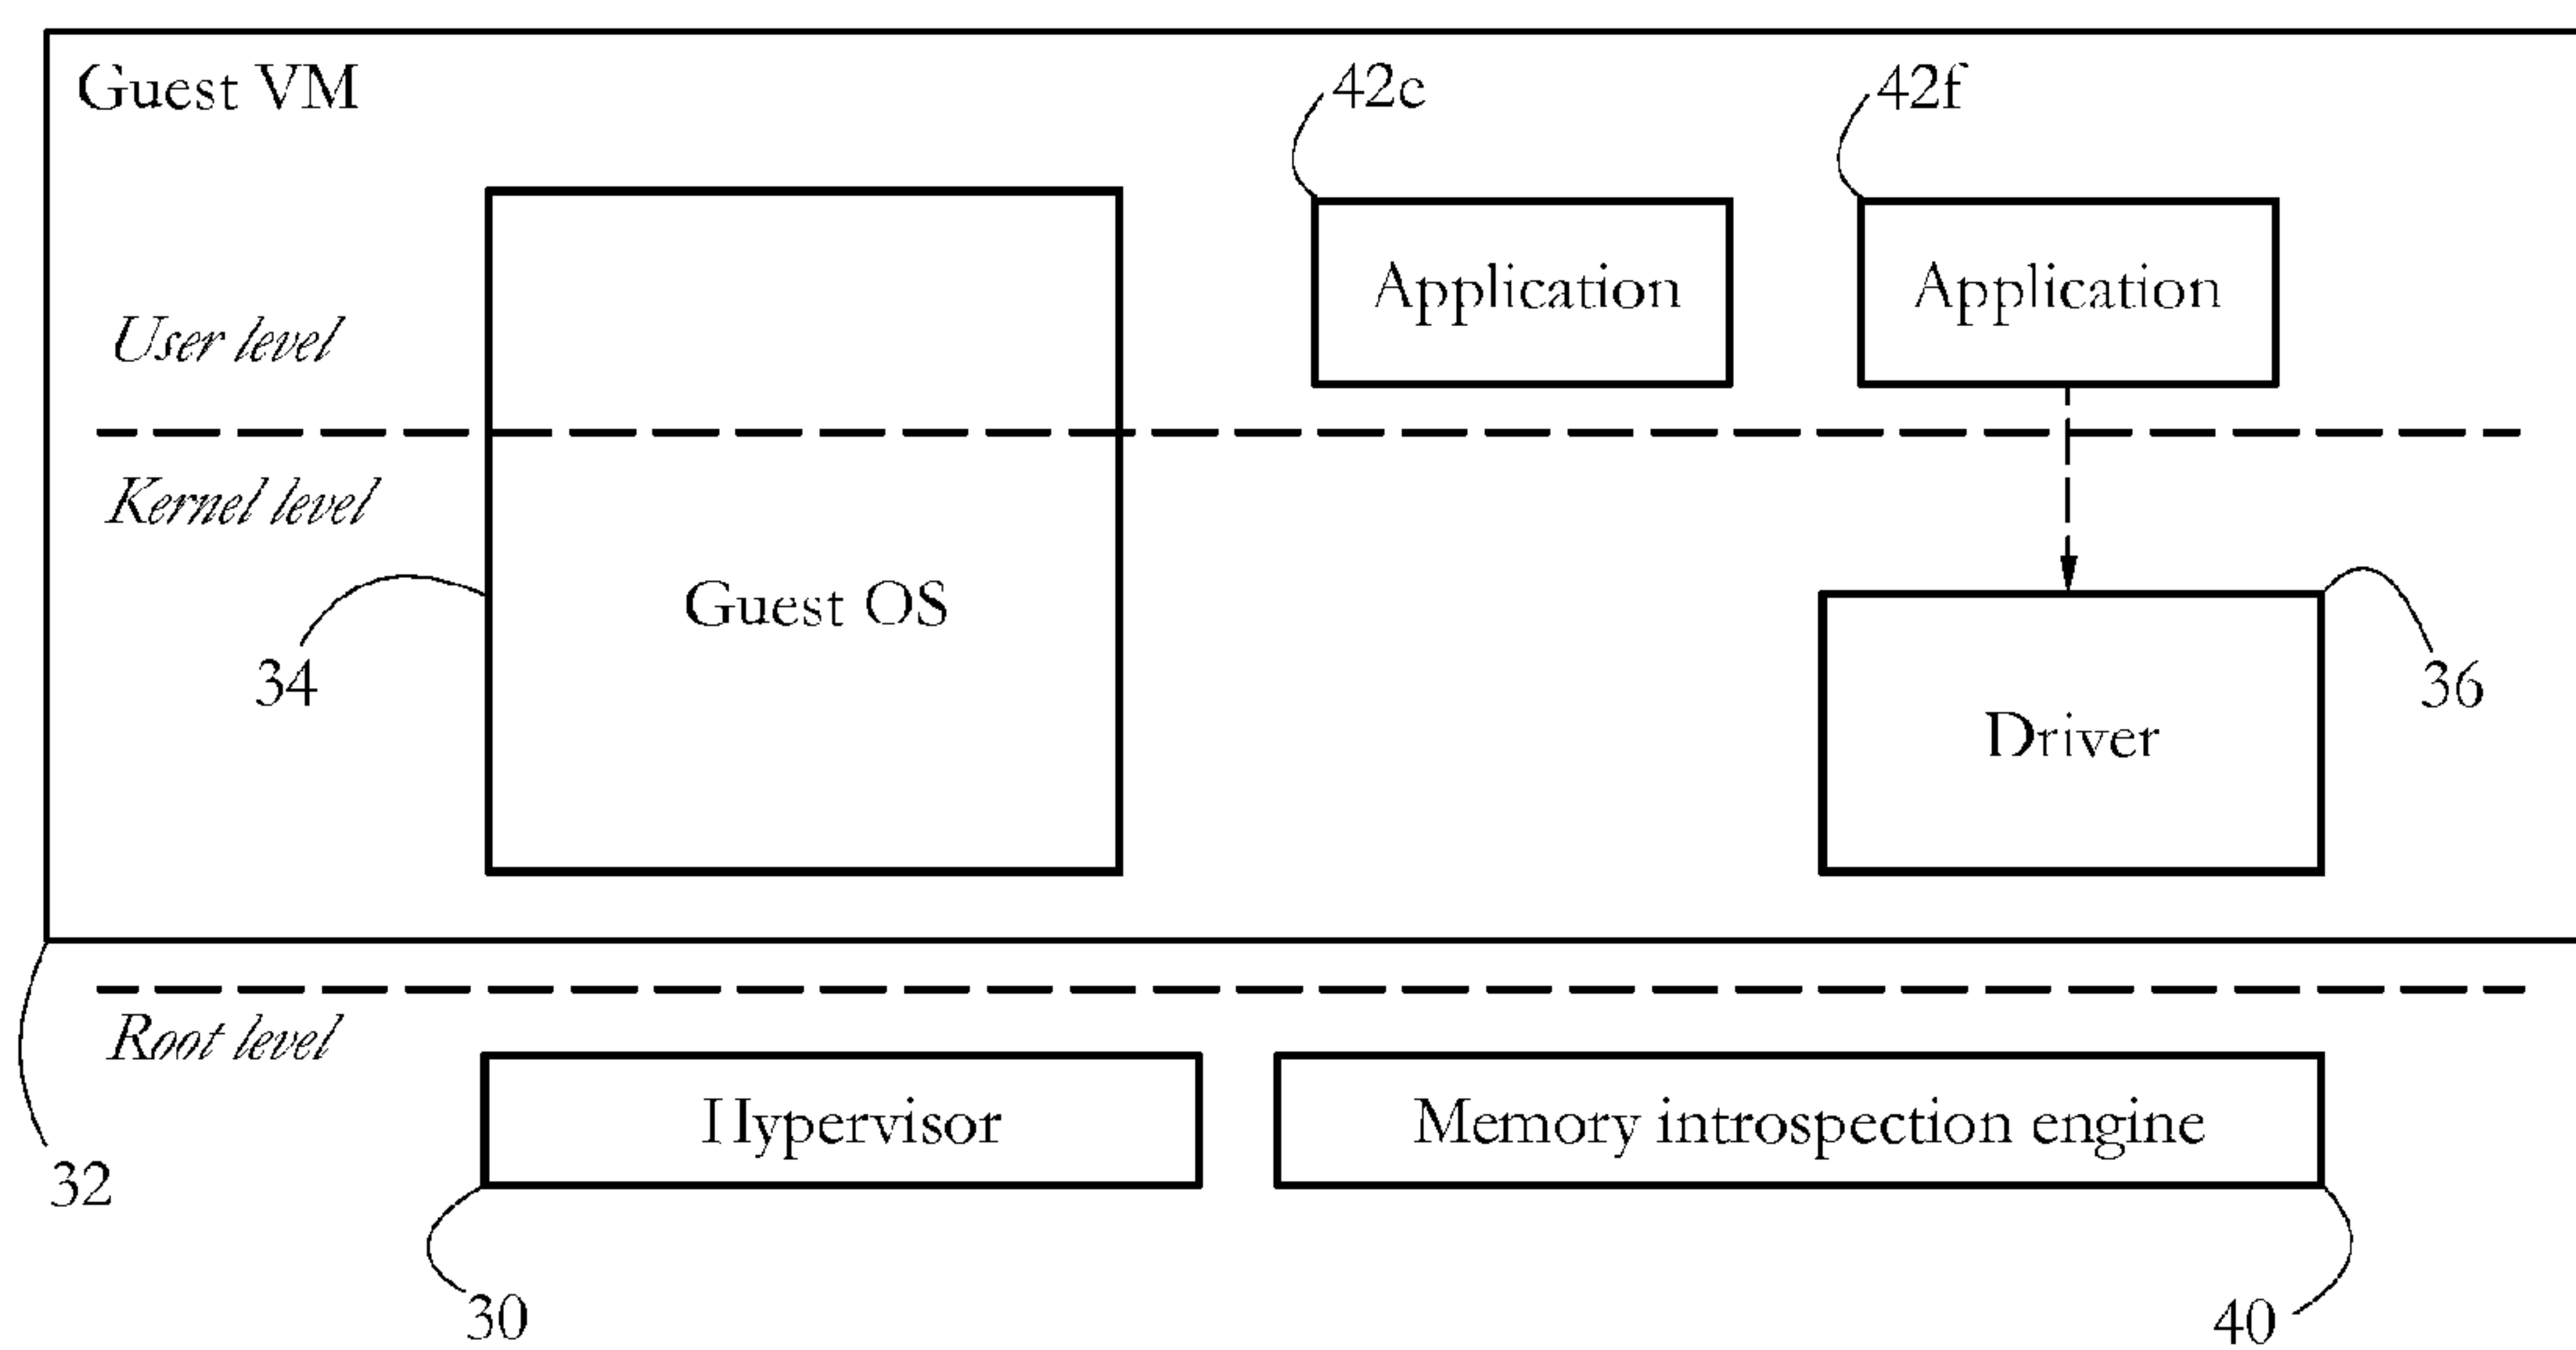 Guest VM
42c
42f
Application
Application
User level
Kernel level
Guest OS
34
36
Driver
Root level
Hypervisor
Memory introspection engine
32
30
40